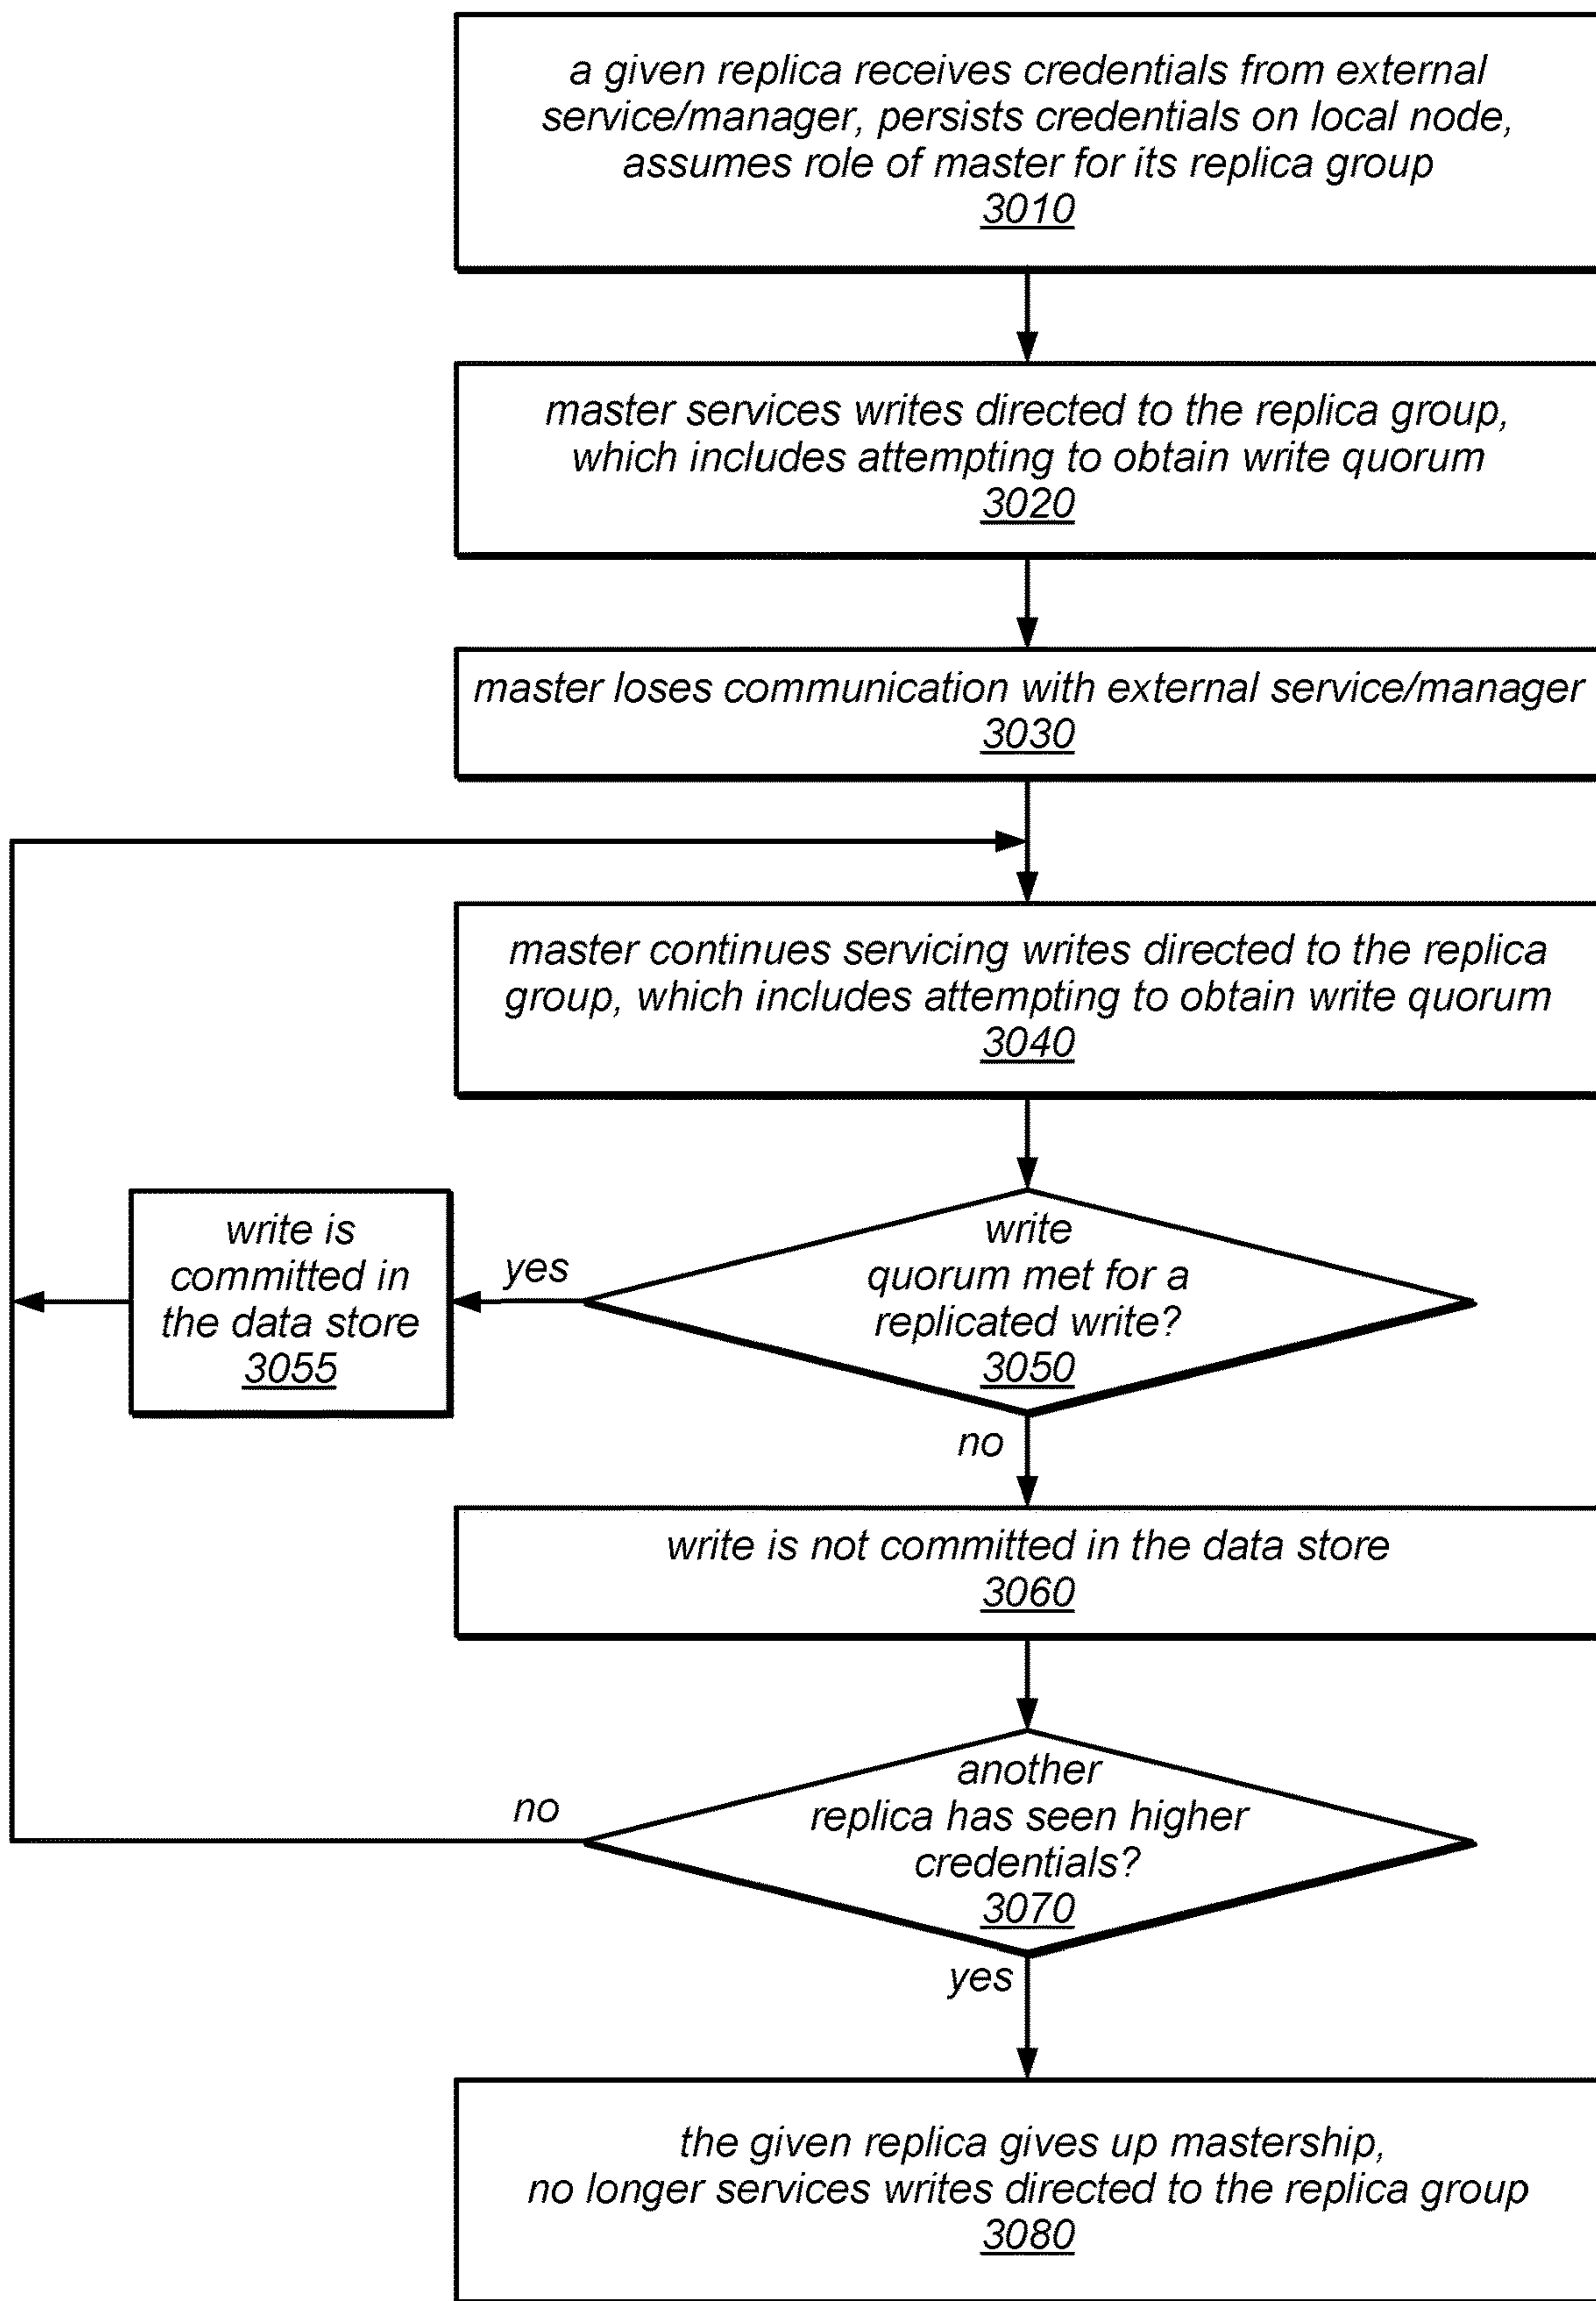 a given replica receives credentials from external
service/manager, persists credentials on local node,
assumes role of master for its replica group
3010
master services writes directed to the replica group,
which includes attempting to obtain write quorum
3020
master loses communication with external service/manager
3030
master continues servicing writes directed to the replica
group, which includes attempting to obtain write quorum
3040
write
quorum met for a
replicated write?
3050
yes
write is
committed in
the data store
3055
no
write is not committed in the data store
3060
another
replica has seen higher
credentials?
3070
no
yes
the given replica gives up mastership,
no longer services writes directed to the replica group
3080